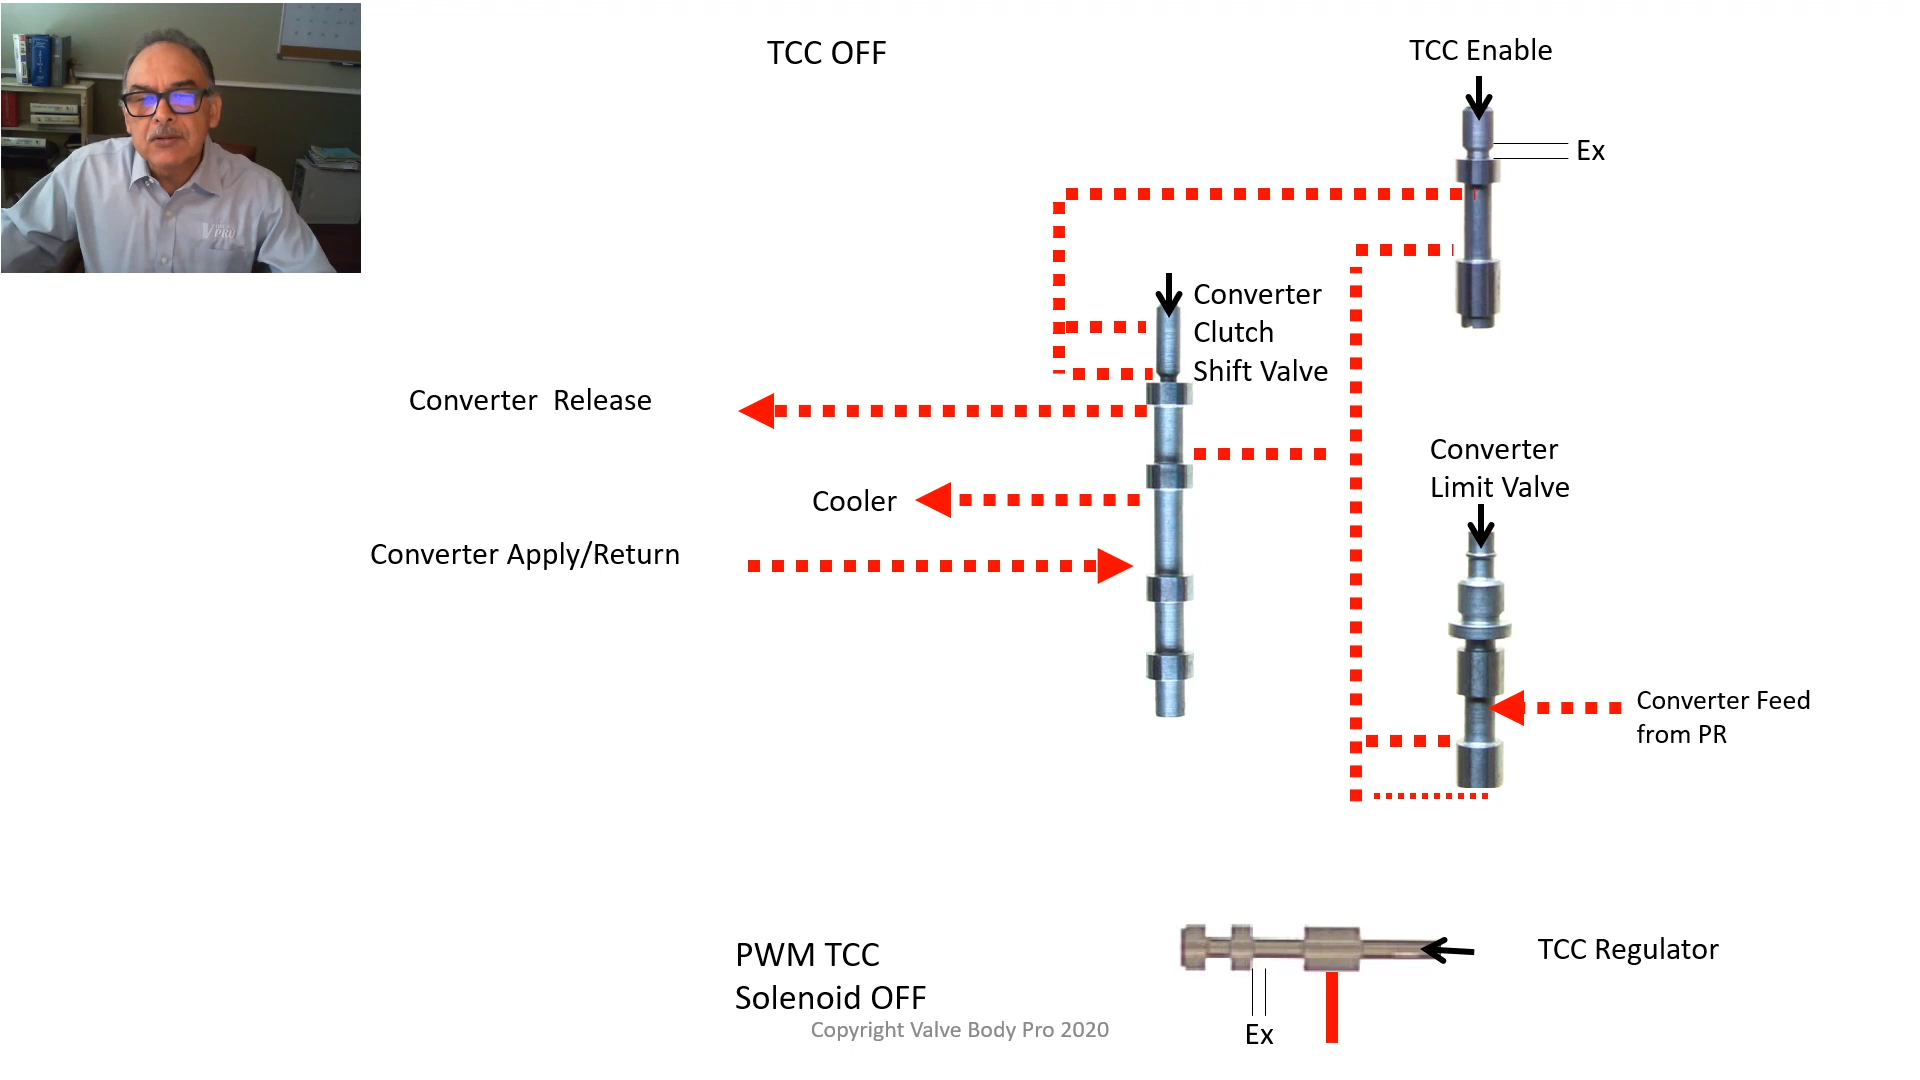 TCC OFF
TCC Enable
Ex
Converter
Clutch
Shift Valve
Converter Release
Cooler
Converter Apply/Return
Converter
Limit Valve
Converter Feed
from PR
PWM TCC
Solenoid OFF
TCC Regulator
Ex
Copyright Valve Body Pro 2020